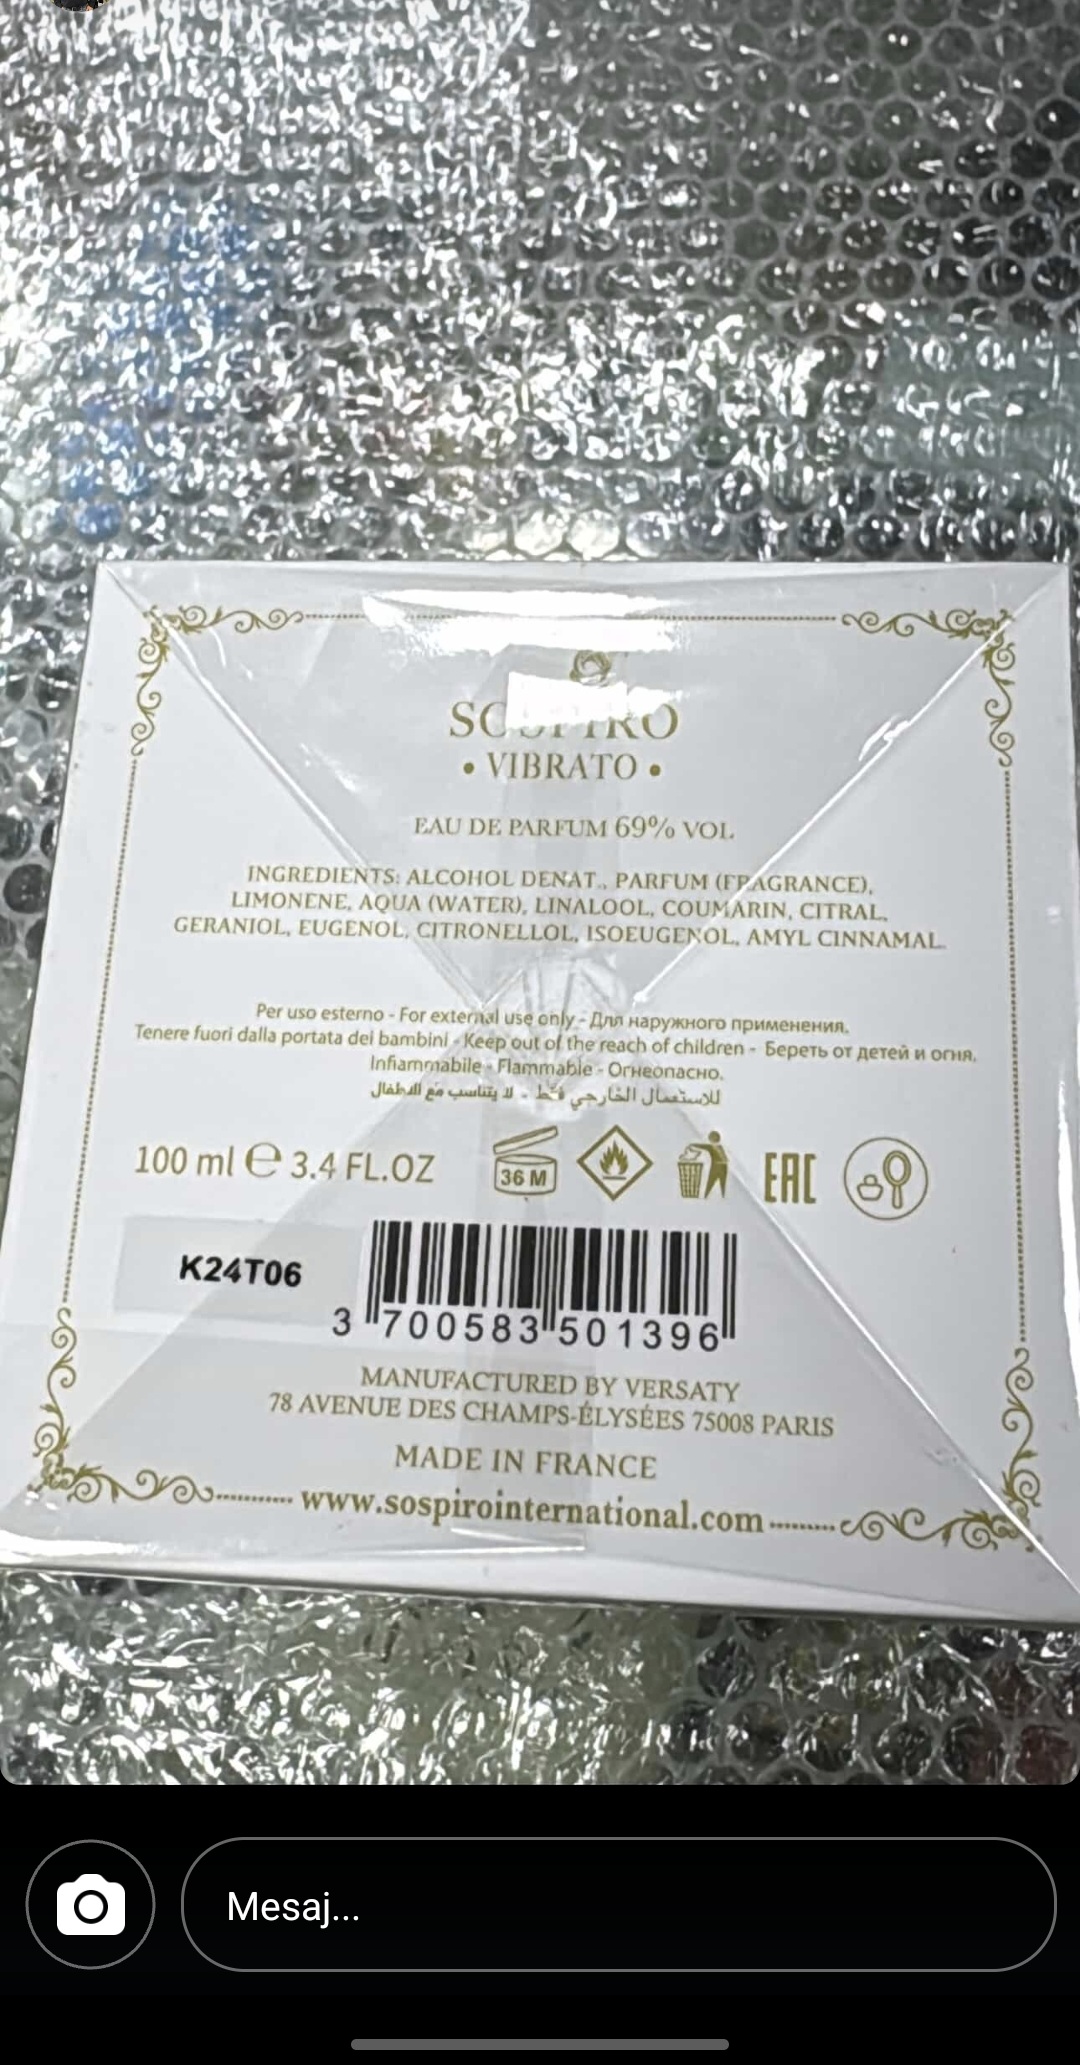 SOSPIRO
• VIBRATO •
EAU DE PARFUM 69% VOL.
INGREDIENTS: ALCOHOL DENAT., PARFUM (FRAGRANCE),
LIMONENE, AQUA (WATER), LINALOOL, COUMARIN, CITRAL,
GERANIOL, EUGENOL, CITRONELLOL, ISOEUGENOL, AMYL CINNAMAL.
Per uso esterno - For external use only - Для наружного применения.
Tenere fuori dalla portata dei bambini - Keep out of the reach of children - Береть от детей и огня.
Infiammabile - Flammable - Огнеопасно.
للاستعمال الخارجي فقط - لا يتناسب مع الاطفال
100 ml e 3.4 FL.OZ
36 M
EAC
K24T06
3 700583 501396
MANUFACTURED BY VERSATY
78 AVENUE DES CHAMPS-ÉLYSÉES 75008 PARIS
MADE IN FRANCE
www.sospirointernational.com
Mesaj...